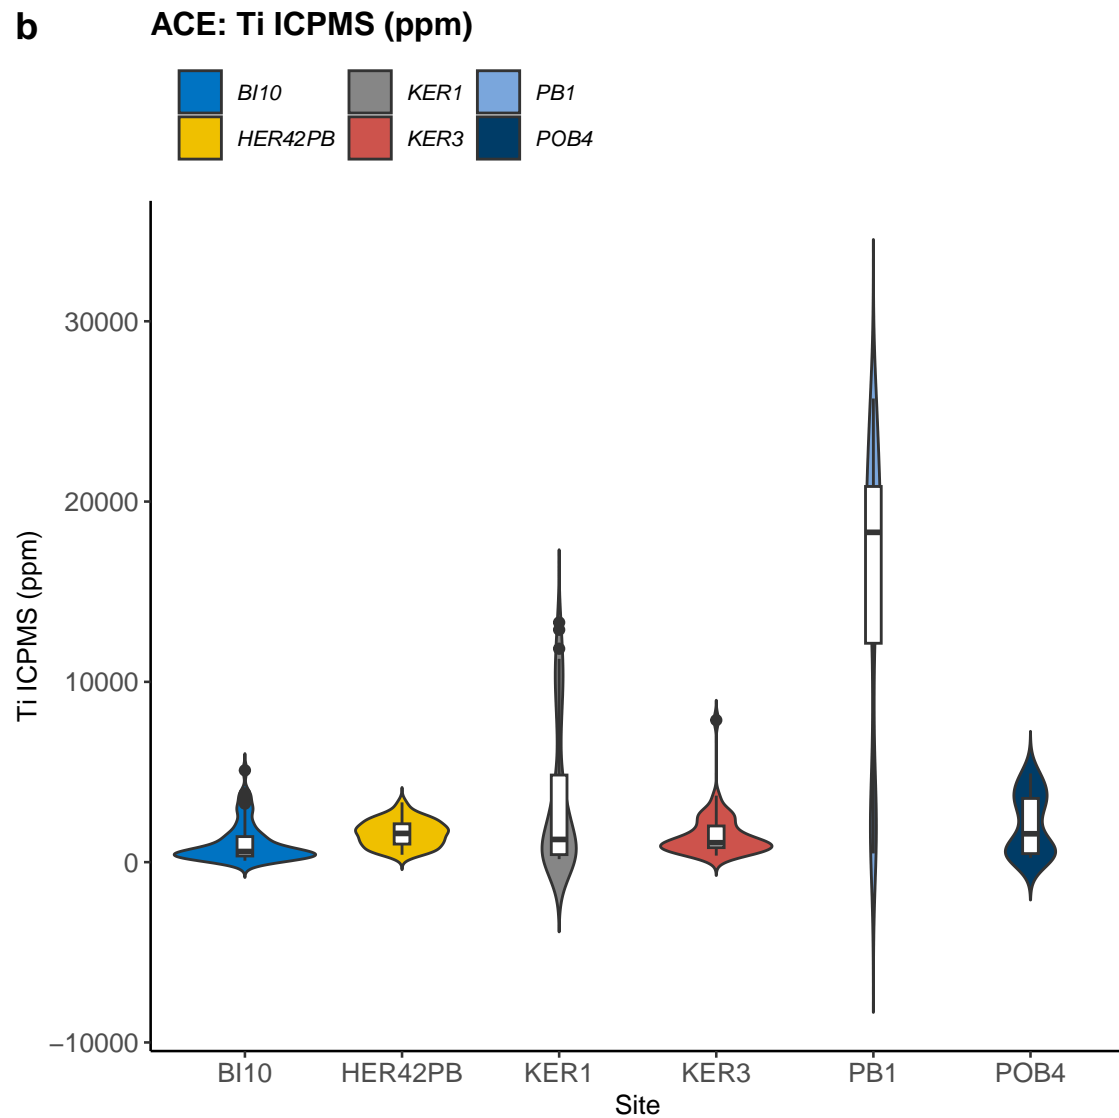 b
ACE: Ti ICPMS (ppm)
BI10 KER1 PB1
HER42PB KER3 POB4
Ti ICPMS (ppm)
30000
20000
10000
0
−10000
BI10 HER42PB KER1 KER3 PB1 POB4
Site